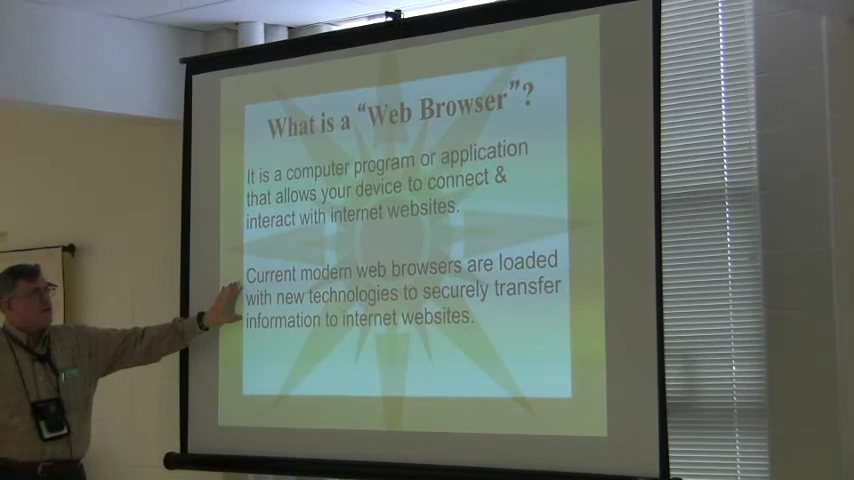 What is a “Web Browser”?
It is a computer program or application
that allows your device to connect &
interact with internet websites.
Current modern web browsers are loaded
with new technologies to securely transfer
information to internet websites.